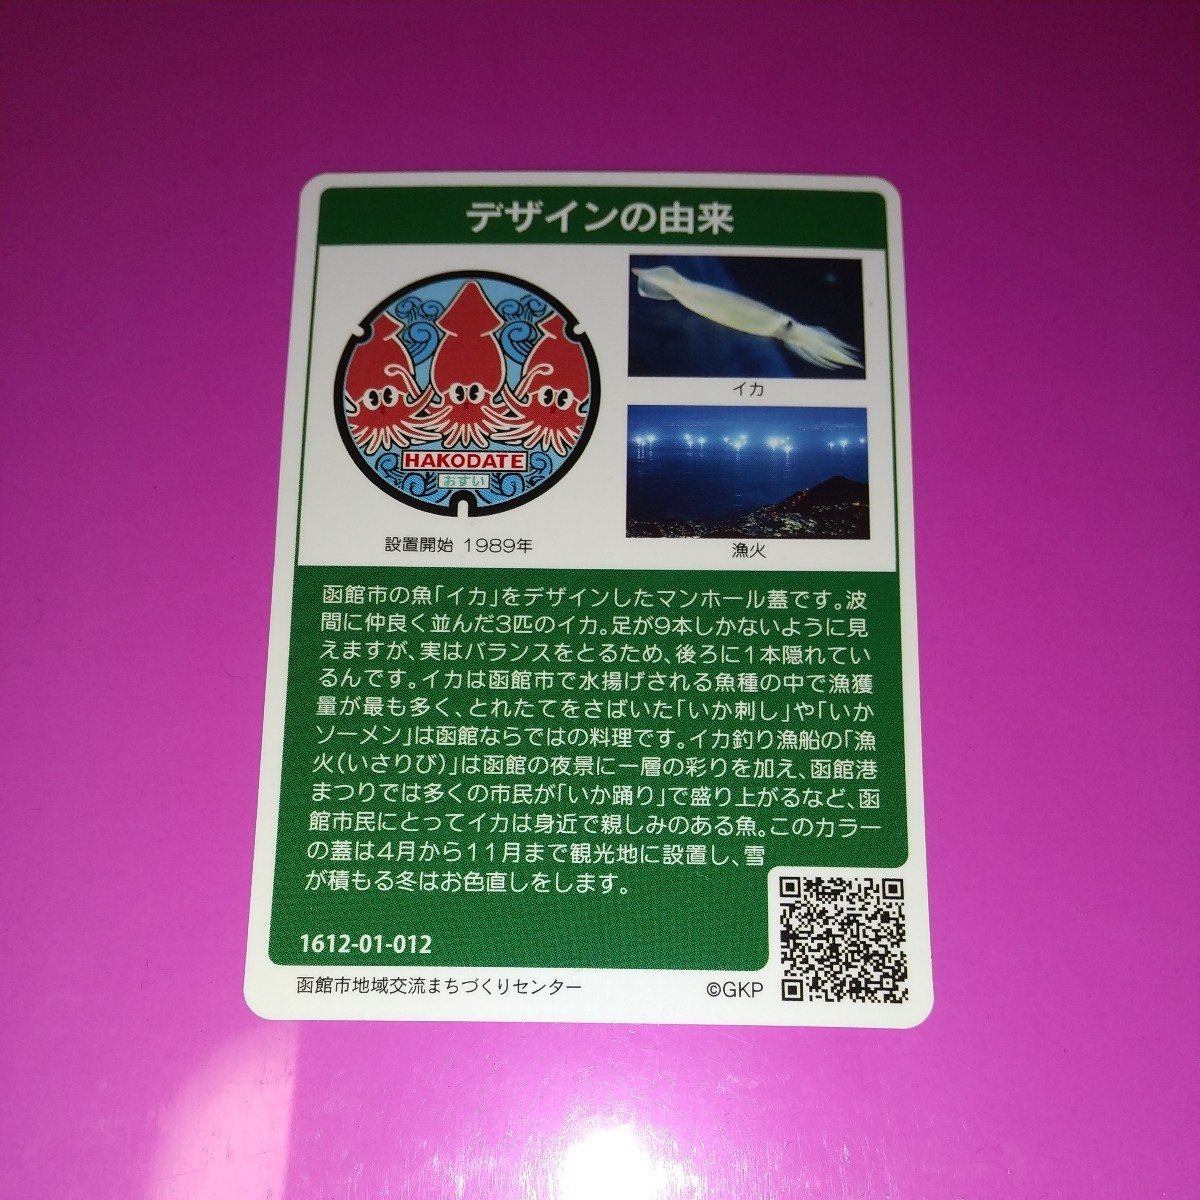 デザインの由来
HAKODATE
おすい
設置開始 1989年
イカ
漁火
函館市の魚「イカ」をデザインしたマンホール蓋です。波
間に仲良く並んだ3匹のイカ。足が9本しかないように見
えますが、実はバランスをとるため、後ろに1本隠れてい
るんです。イカは函館市で水揚げされる魚種の中で漁獲
量が最も多く、とれたてをさばいた「いか刺し」や「いか
ソーメン」は函館ならではの料理です。イカ釣り漁船の「漁
火(いさりび)」は函館の夜景に一層の彩りを加え、函館港
まつりでは多くの市民が「いか踊り」で盛り上がるなど、函
館市民にとってイカは身近で親しみのある魚。このカラー
の蓋は4月から11月まで観光地に設置し、雪
が積もる冬はお色直しをします。
1612-01-012
函館市地域交流まちづくりセンター
©GKP